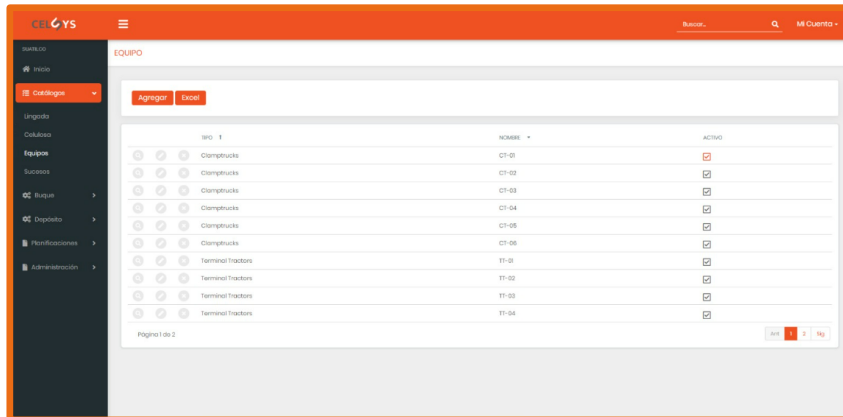 CELSYS
Buscar...
Mi Cuenta
EQUIPO
Inicio
Catálogos
Lingada
Celulosa
Equipos
Sucesos
Buque
Depósito
Planificaciones
Administración
Agregar Excel
TIPO NOMBRE ACTIVO
Clamptrucks CT-01
Clamptrucks CT-02
Clamptrucks CT-03
Clamptrucks CT-04
Clamptrucks CT-05
Clamptrucks CT-06
Terminal Tractors TT-01
Terminal Tractors TT-02
Terminal Tractors TT-03
Terminal Tractors TT-04
Página 1 de 2
Ant 1 2 Sig